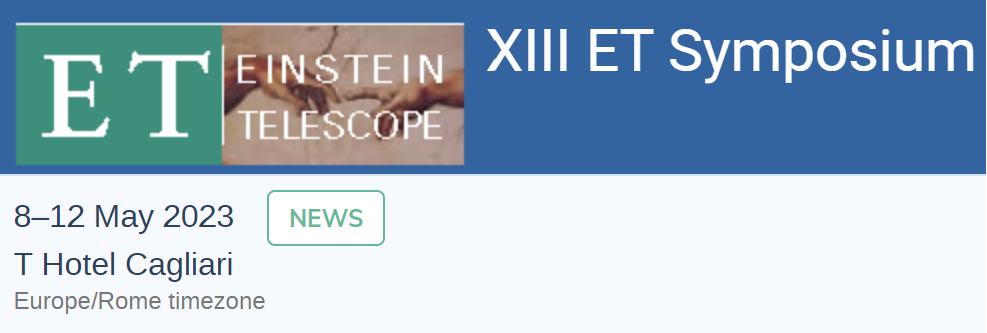 ET EINSTEIN
TELESCOPE
XIII ET Symposium
8–12 May 2023
NEWS
T Hotel Cagliari
Europe/Rome timezone